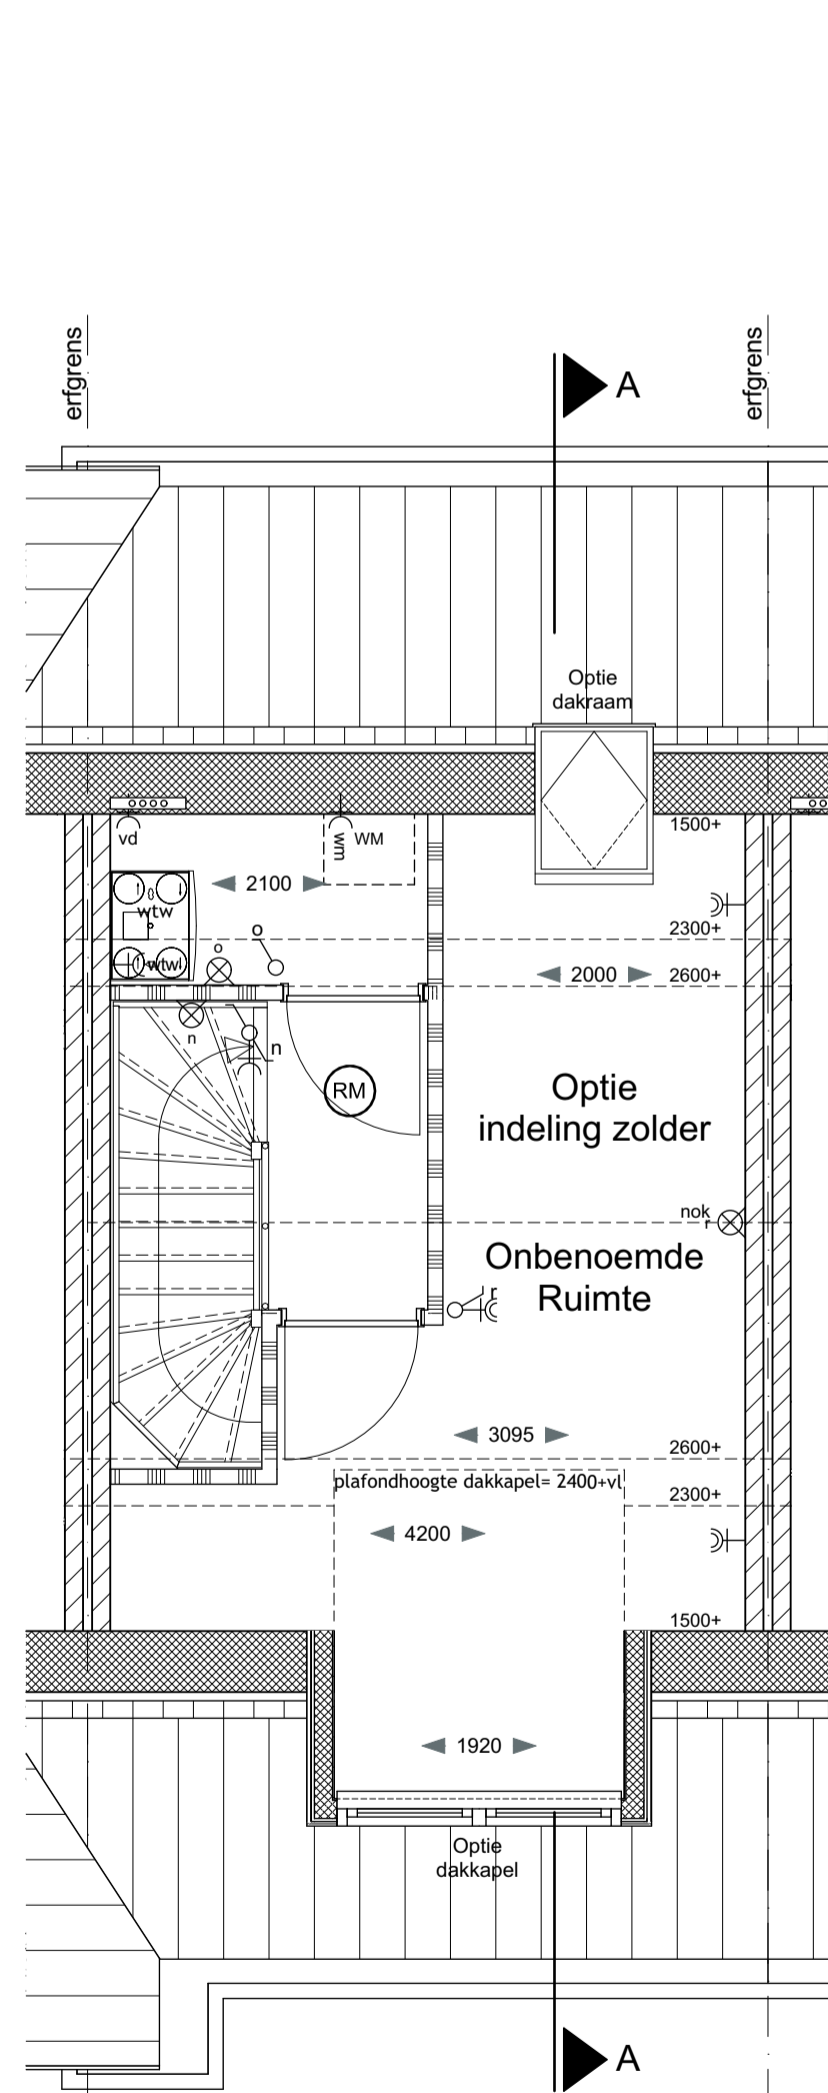 erfgrens
erfgrens
A
Optie
dakraam
vd
wm
WM
1500+
2100
wtw
2300+
o
o
wtwl
2000
2600+
n
n
RM
Optie
indeling zolder
nok
r
Onbenoemde
Ruimte
r
3095
2600+
plafondhoogte dakkapel= 2400+vl
2300+
4200
1500+
1920
Optie
dakkapel
A